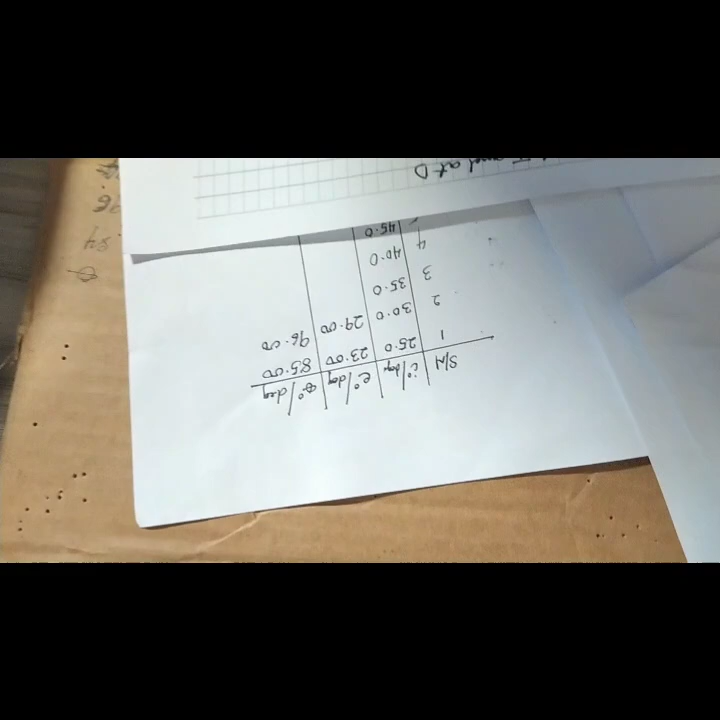 S/N | i°/deg | e°/deg | φ°/deg
1 25.0 23.00 85.00
2 30.0 29.00 96.00
3 35.0
4 40.0
45.0
and at D